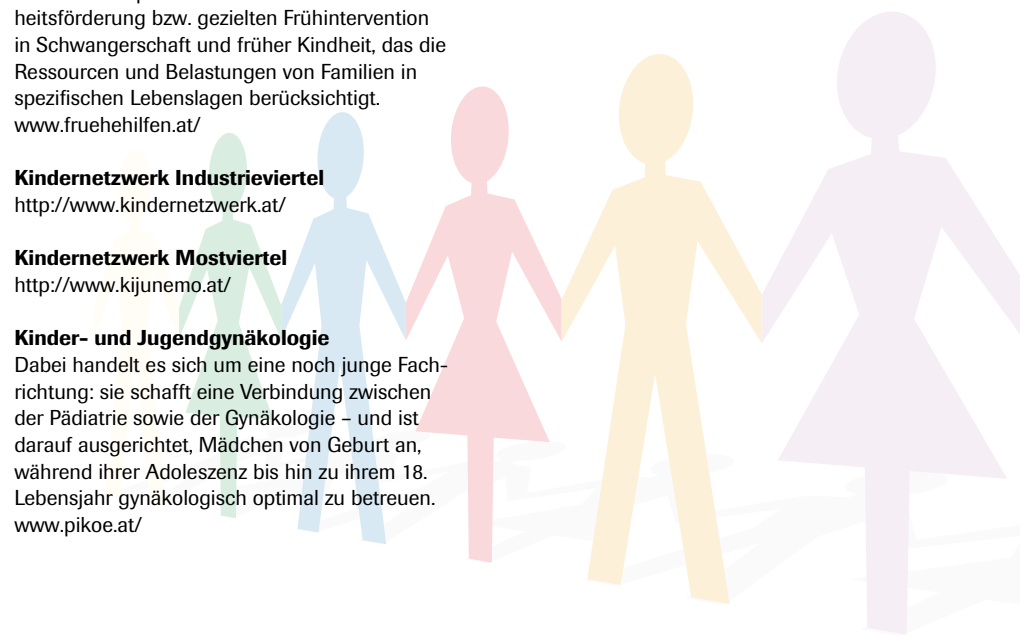 heitsförderung bzw. gezielten Frühintervention
in Schwangerschaft und früher Kindheit, das die
Ressourcen und Belastungen von Familien in
spezifischen Lebenslagen berücksichtigt.
www.fruehehilfen.at/
Kindernetzwerk Industrieviertel
http://www.kindernetzwerk.at/
Kindernetzwerk Mostviertel
http://www.kijunemo.at/
Kinder- und Jugendgynäkologie
Dabei handelt es sich um eine noch junge Fach-
richtung: sie schafft eine Verbindung zwischen
der Pädiatrie sowie der Gynäkologie – und ist
darauf ausgerichtet, Mädchen von Geburt an,
während ihrer Adoleszenz bis hin zu ihrem 18.
Lebensjahr gynäkologisch optimal zu betreuen.
www.pikoe.at/